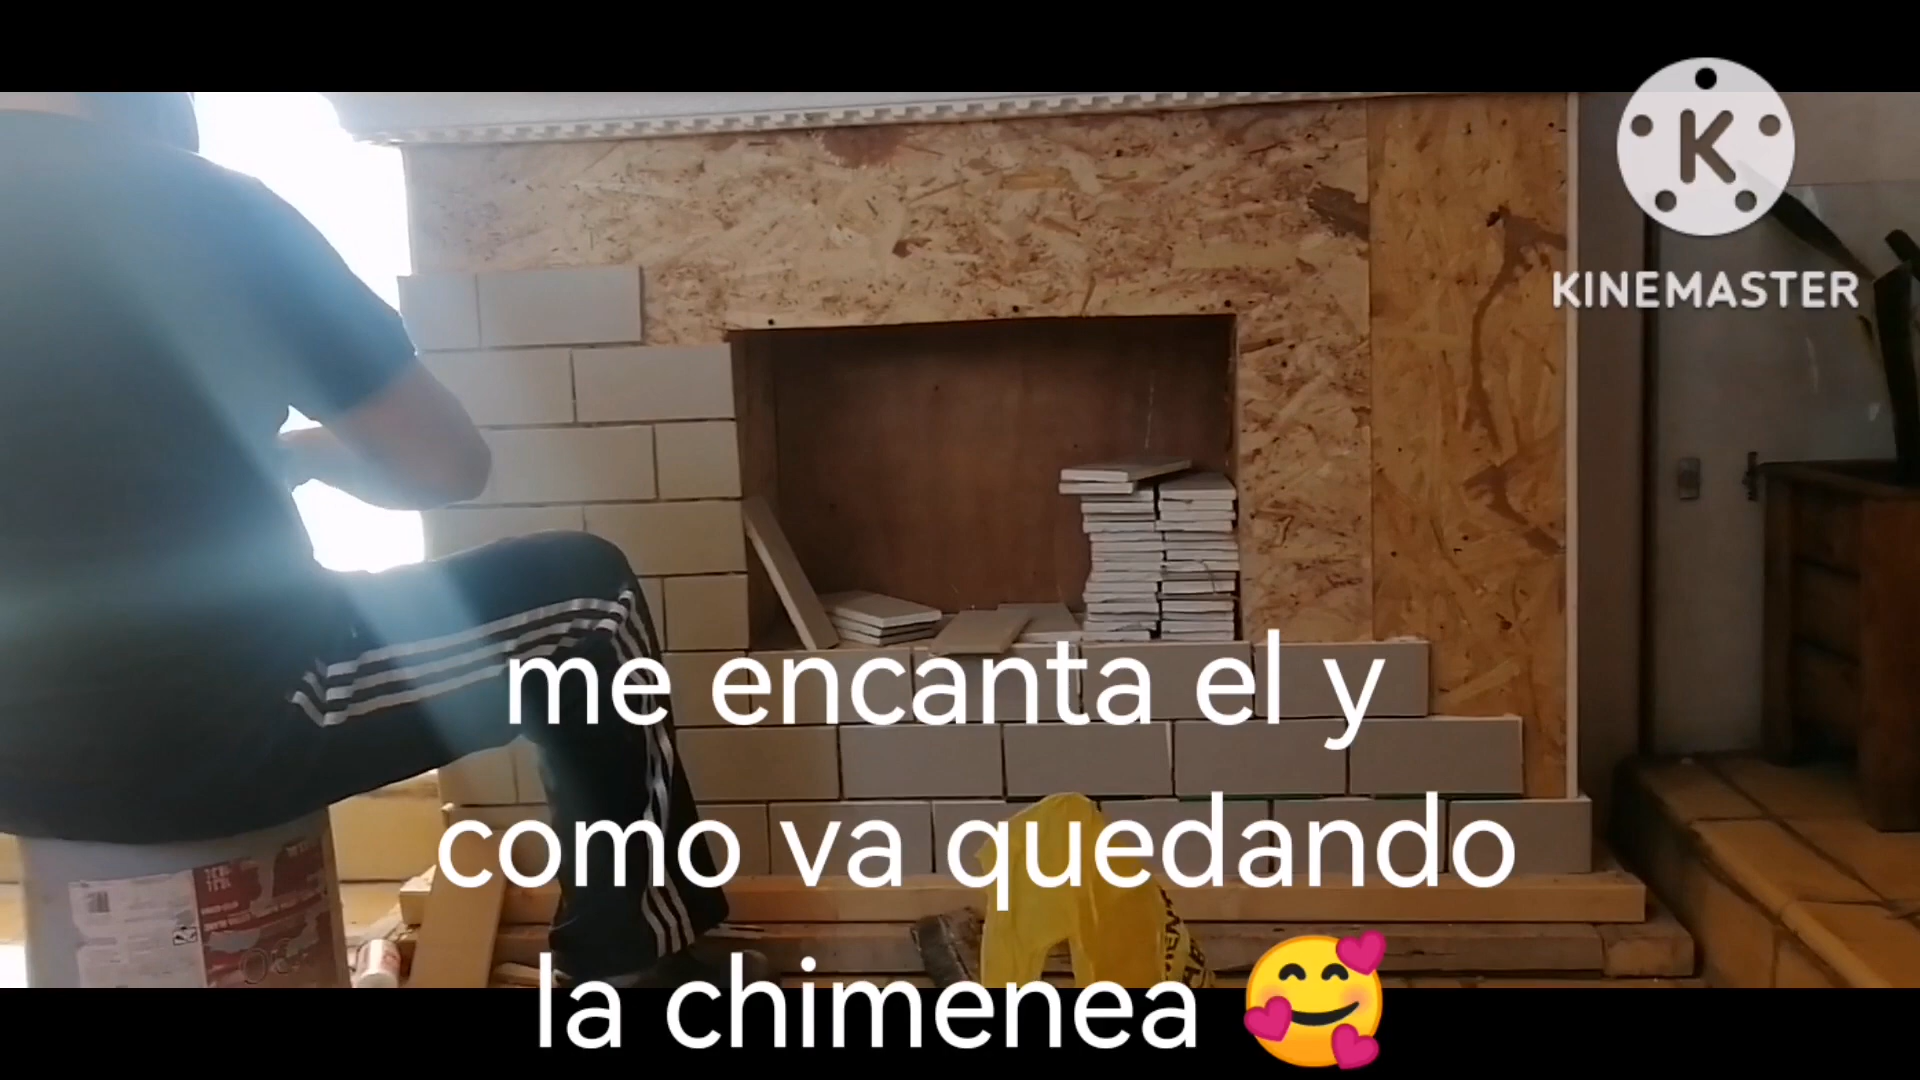 K
KINEMASTER
me encanta el y
como va quedando
la chimenea 🥰